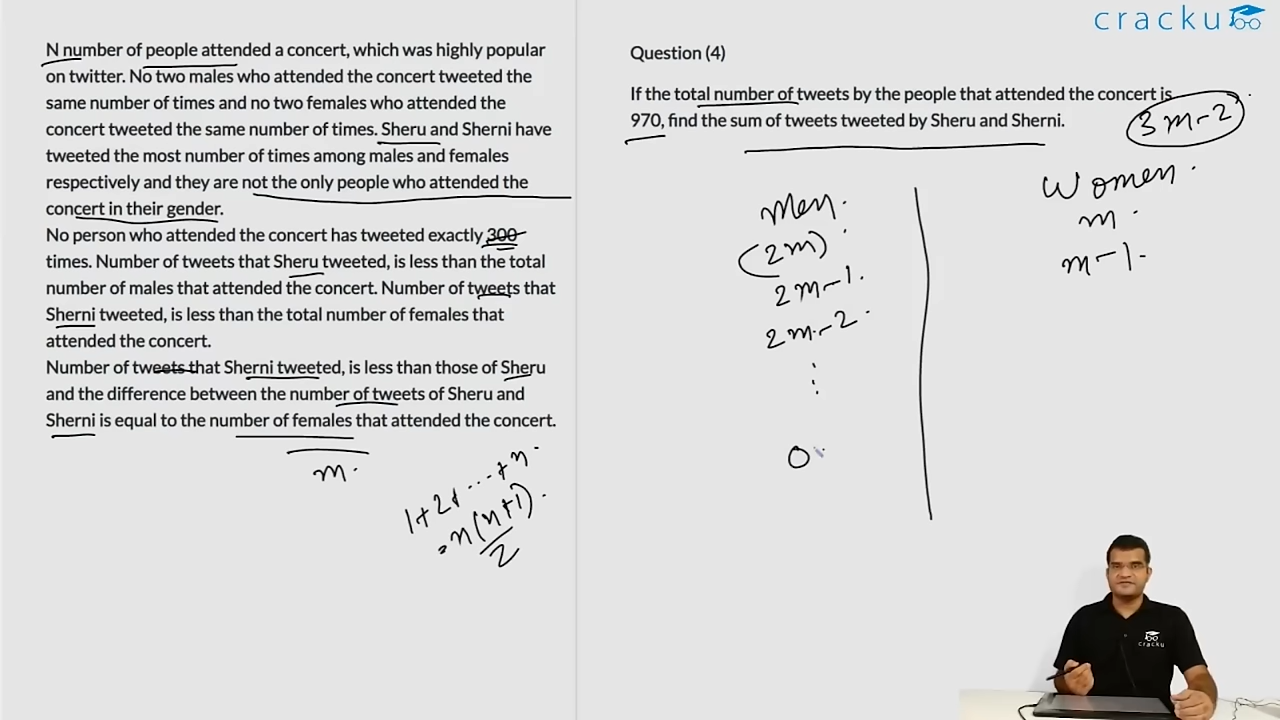 cracku
N number of people attended a concert, which was highly popular
on twitter. No two males who attended the concert tweeted the
same number of times and no two females who attended the
concert tweeted the same number of times. Sheru and Sherni have
tweeted the most number of times among males and females
respectively and they are not the only people who attended the
concert in their gender.
No person who attended the concert has tweeted exactly 300
times. Number of tweets that Sheru tweeted, is less than the total
number of males that attended the concert. Number of tweets that
Sherni tweeted, is less than the total number of females that
attended the concert.
Number of tweets that Sherni tweeted, is less than those of Sheru
and the difference between the number of tweets of Sheru and
Sherni is equal to the number of females that attended the concert.
m.
1+2+ ... + n.
= n(n+1).
2
Question (4)
If the total number of tweets by the people that attended the concert is
970, find the sum of tweets tweeted by Sheru and Sherni.
3m-2
Men.
(2m)
2m-1.
2m-2.
0
Women.
m.
m-1.
cracku